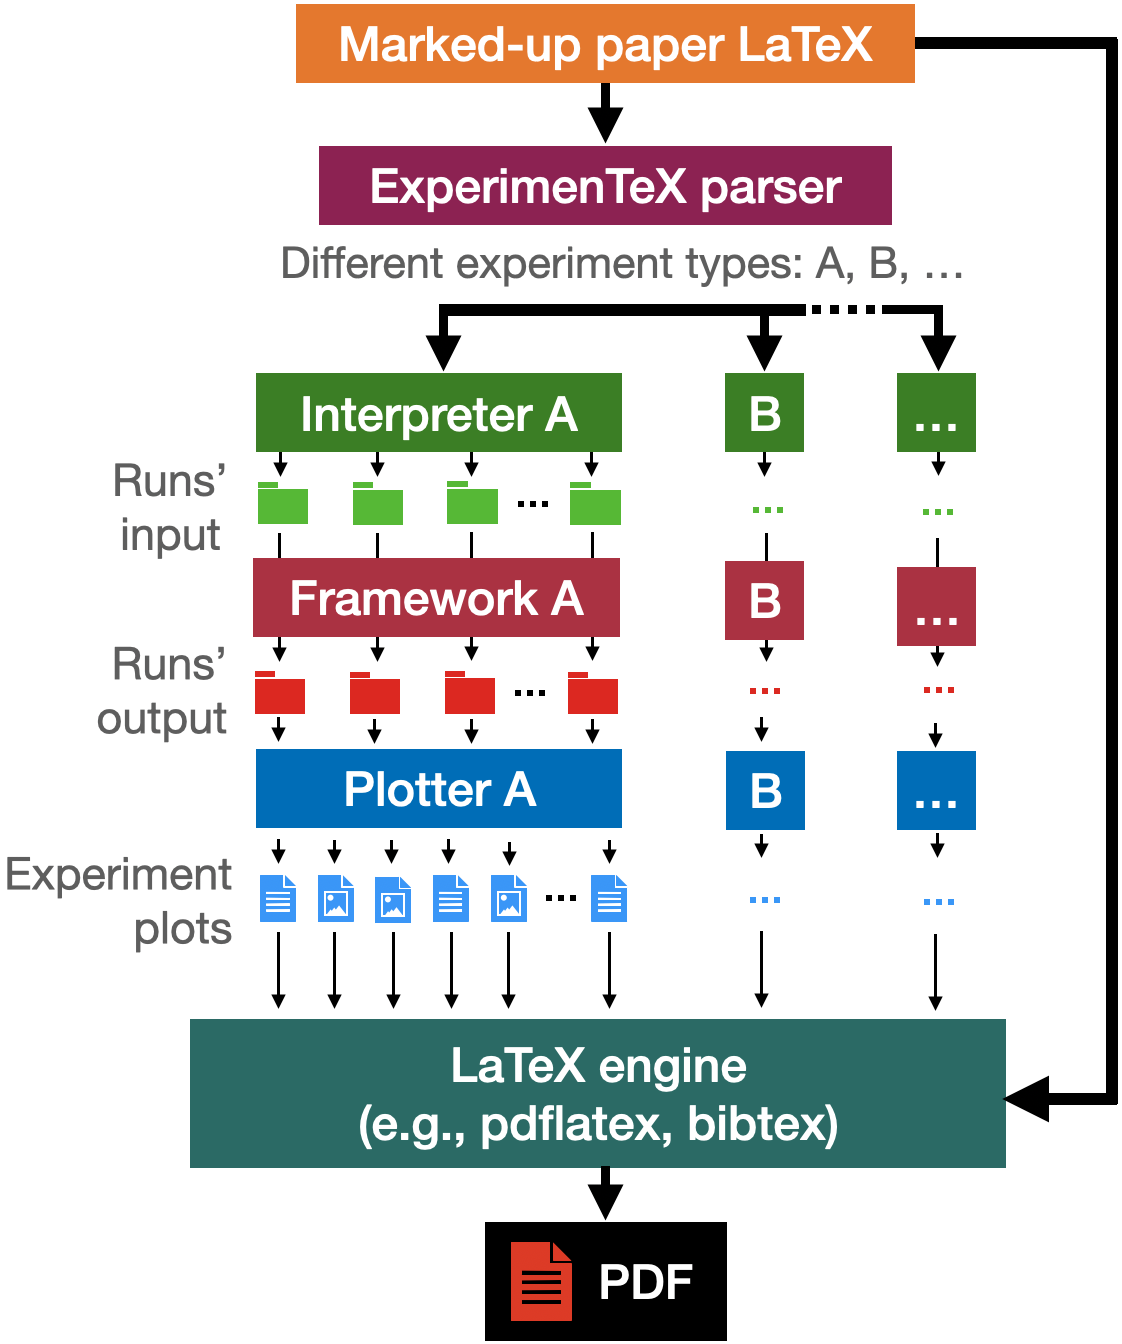 Marked-up paper LaTeX
ExperimenTeX parser
Different experiment types: A, B, ...
Interpreter A
B
...
Runs’
input
...
...
...
Framework A
B
...
Runs’
output
...
...
...
Plotter A
B
...
Experiment
plots
...
...
...
LaTeX engine
(e.g., pdflatex, bibtex)
PDF